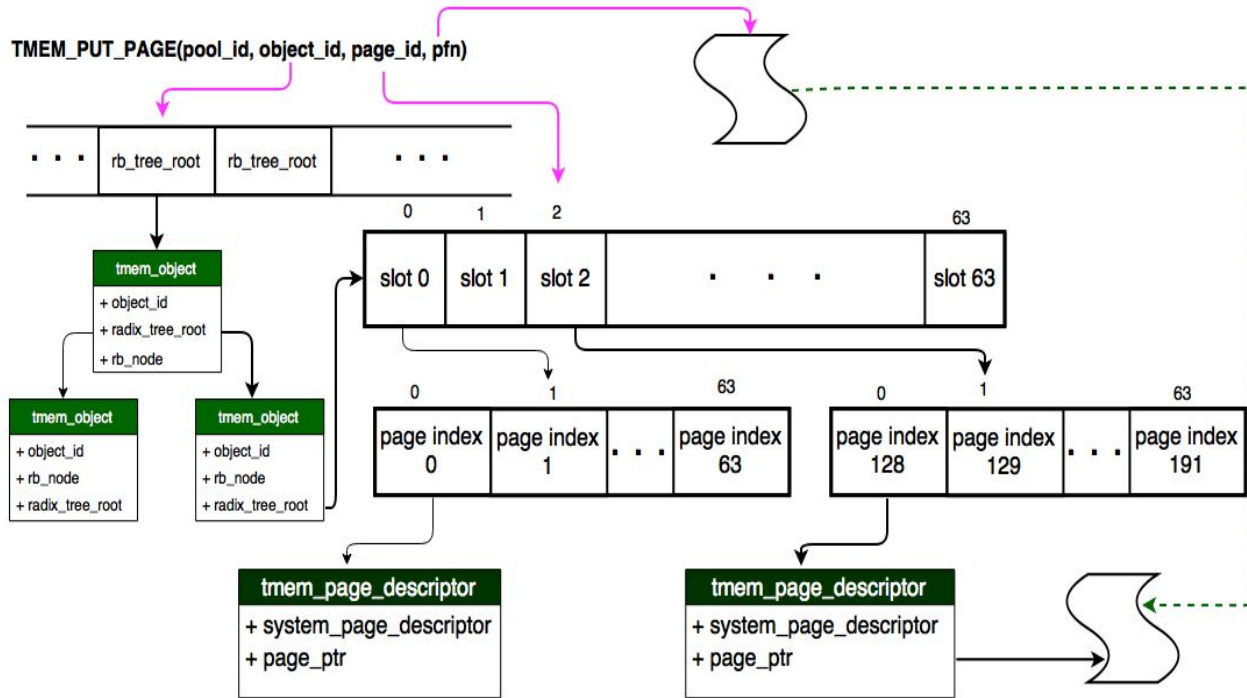 TMEM_PUT_PAGE(pool_id, object_id, page_id, pfn)
. . . rb_tree_root rb_tree_root . . .
0 1 2 63
slot 0 slot 1 slot 2 . . . slot 63
tmem_object
+ object_id
+ radix_tree_root
+ rb_node
tmem_object
+ object_id
+ rb_node
+ radix_tree_root
tmem_object
+ object_id
+ rb_node
+ radix_tree_root
0 1 63
page index 0
page index 1
. . .
page index 63
0 1 63
page index 128
page index 129
. . .
page index 191
tmem_page_descriptor
+ system_page_descriptor
+ page_ptr
tmem_page_descriptor
+ system_page_descriptor
+ page_ptr